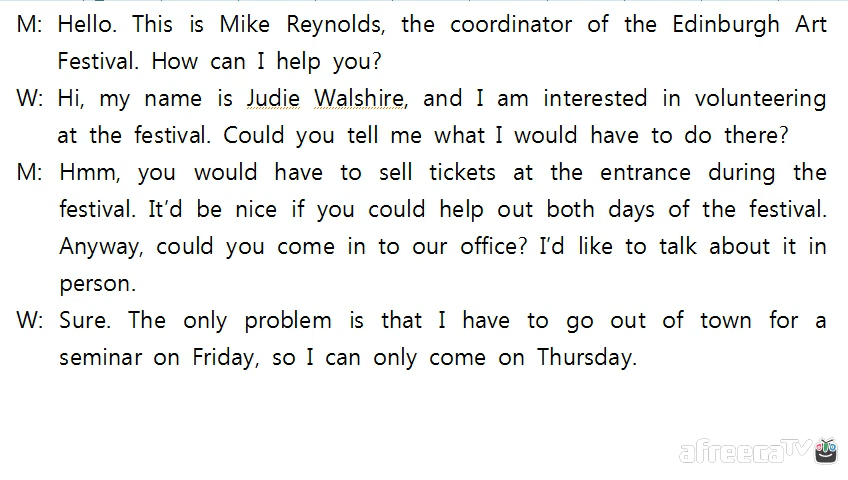 M: Hello. This is Mike Reynolds, the coordinator of the Edinburgh Art
Festival. How can I help you?
W: Hi, my name is Judie Walshire, and I am interested in volunteering
at the festival. Could you tell me what I would have to do there?
M: Hmm, you would have to sell tickets at the entrance during the
festival. It'd be nice if you could help out both days of the festival.
Anyway, could you come in to our office? I'd like to talk about it in
person.
W: Sure. The only problem is that I have to go out of town for a
seminar on Friday, so I can only come on Thursday.
afreecaTV